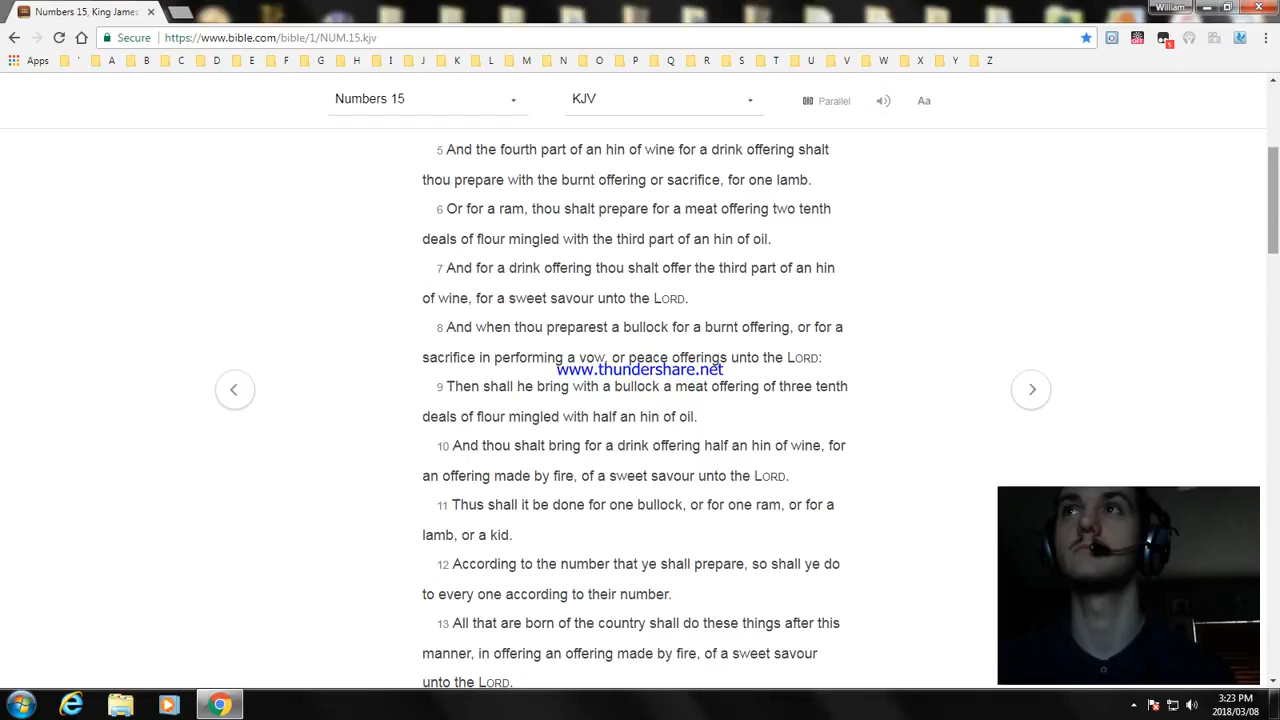 Numbers 15, King James
William
Secure https://www.bible.com/bible/1/NUM.15.kjv
OFF
5
Apps ' A B C D E F G H I J K L M N O P Q R S T U V W X Y Z
Numbers 15 KJV Parallel Aa
5 And the fourth part of an hin of wine for a drink offering shalt
thou prepare with the burnt offering or sacrifice, for one lamb.
6 Or for a ram, thou shalt prepare for a meat offering two tenth
deals of flour mingled with the third part of an hin of oil.
7 And for a drink offering thou shalt offer the third part of an hin
of wine, for a sweet savour unto the LORD.
8 And when thou preparest a bullock for a burnt offering, or for a
sacrifice in performing a vow, or peace offerings unto the LORD:
www.thundershare.net
9 Then shall he bring with a bullock a meat offering of three tenth
deals of flour mingled with half an hin of oil.
10 And thou shalt bring for a drink offering half an hin of wine, for
an offering made by fire, of a sweet savour unto the LORD.
11 Thus shall it be done for one bullock, or for one ram, or for a
lamb, or a kid.
12 According to the number that ye shall prepare, so shall ye do
to every one according to their number.
13 All that are born of the country shall do these things after this
manner, in offering an offering made by fire, of a sweet savour
unto the LORD.
3:23 PM
2018/03/08